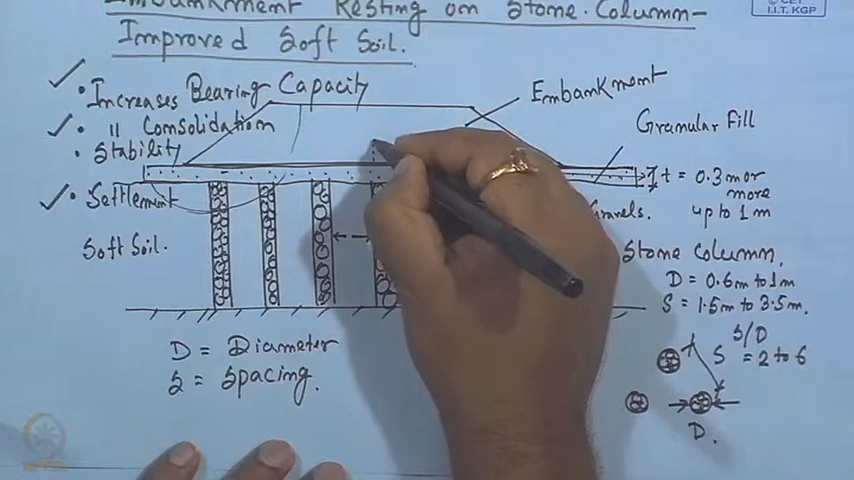 Embankment Resting on Stone-Column-
Improved Soft Soil.
© CET
I.I.T. KGP
• Increases Bearing Capacity
• " Consolidation
• Stability
• Settlement
Embankment
Granular Fill
t = 0.3m or
more
up to 1m
Gravels.
Soft Soil.
Stone Column.
D = 0.6m to 1m
S = 1.5m to 3.5m.
S/D
= 2 to 6
S
D.
D = Diameter
S = Spacing.